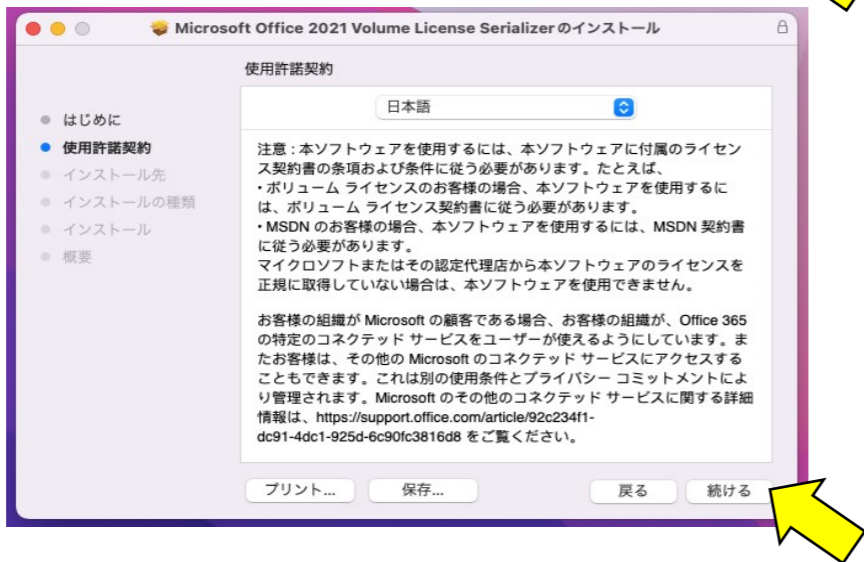 Microsoft Office 2021 Volume License Serializerのインストール
使用許諾契約
はじめに
使用許諾契約
インストール先
インストールの種類
インストール
概要
日本語
注意：本ソフトウェアを使用するには、本ソフトウェアに付属のライセン
ス契約書の条項および条件に従う必要があります。たとえば、
・ボリューム ライセンスのお客様の場合、本ソフトウェアを使用するに
は、ボリューム ライセンス契約書に従う必要があります。
・MSDN のお客様の場合、本ソフトウェアを使用するには、MSDN 契約書
に従う必要があります。
マイクロソフトまたはその認定代理店から本ソフトウェアのライセンスを
正規に取得していない場合は、本ソフトウェアを使用できません。
お客様の組織が Microsoft の顧客である場合、お客様の組織が、Office 365
の特定のコネクテッド サービスをユーザーが使えるようにしています。ま
たお客様は、その他の Microsoft のコネクテッド サービスにアクセスする
こともできます。これは別の使用条件とプライバシー コミットメントによ
り管理されます。Microsoft のその他のコネクテッド サービスに関する詳細
情報は、https://support.office.com/article/92c234f1-
dc91-4dc1-925d-6c90fc3816d8 をご覧ください。
プリント...
保存...
戻る
続ける